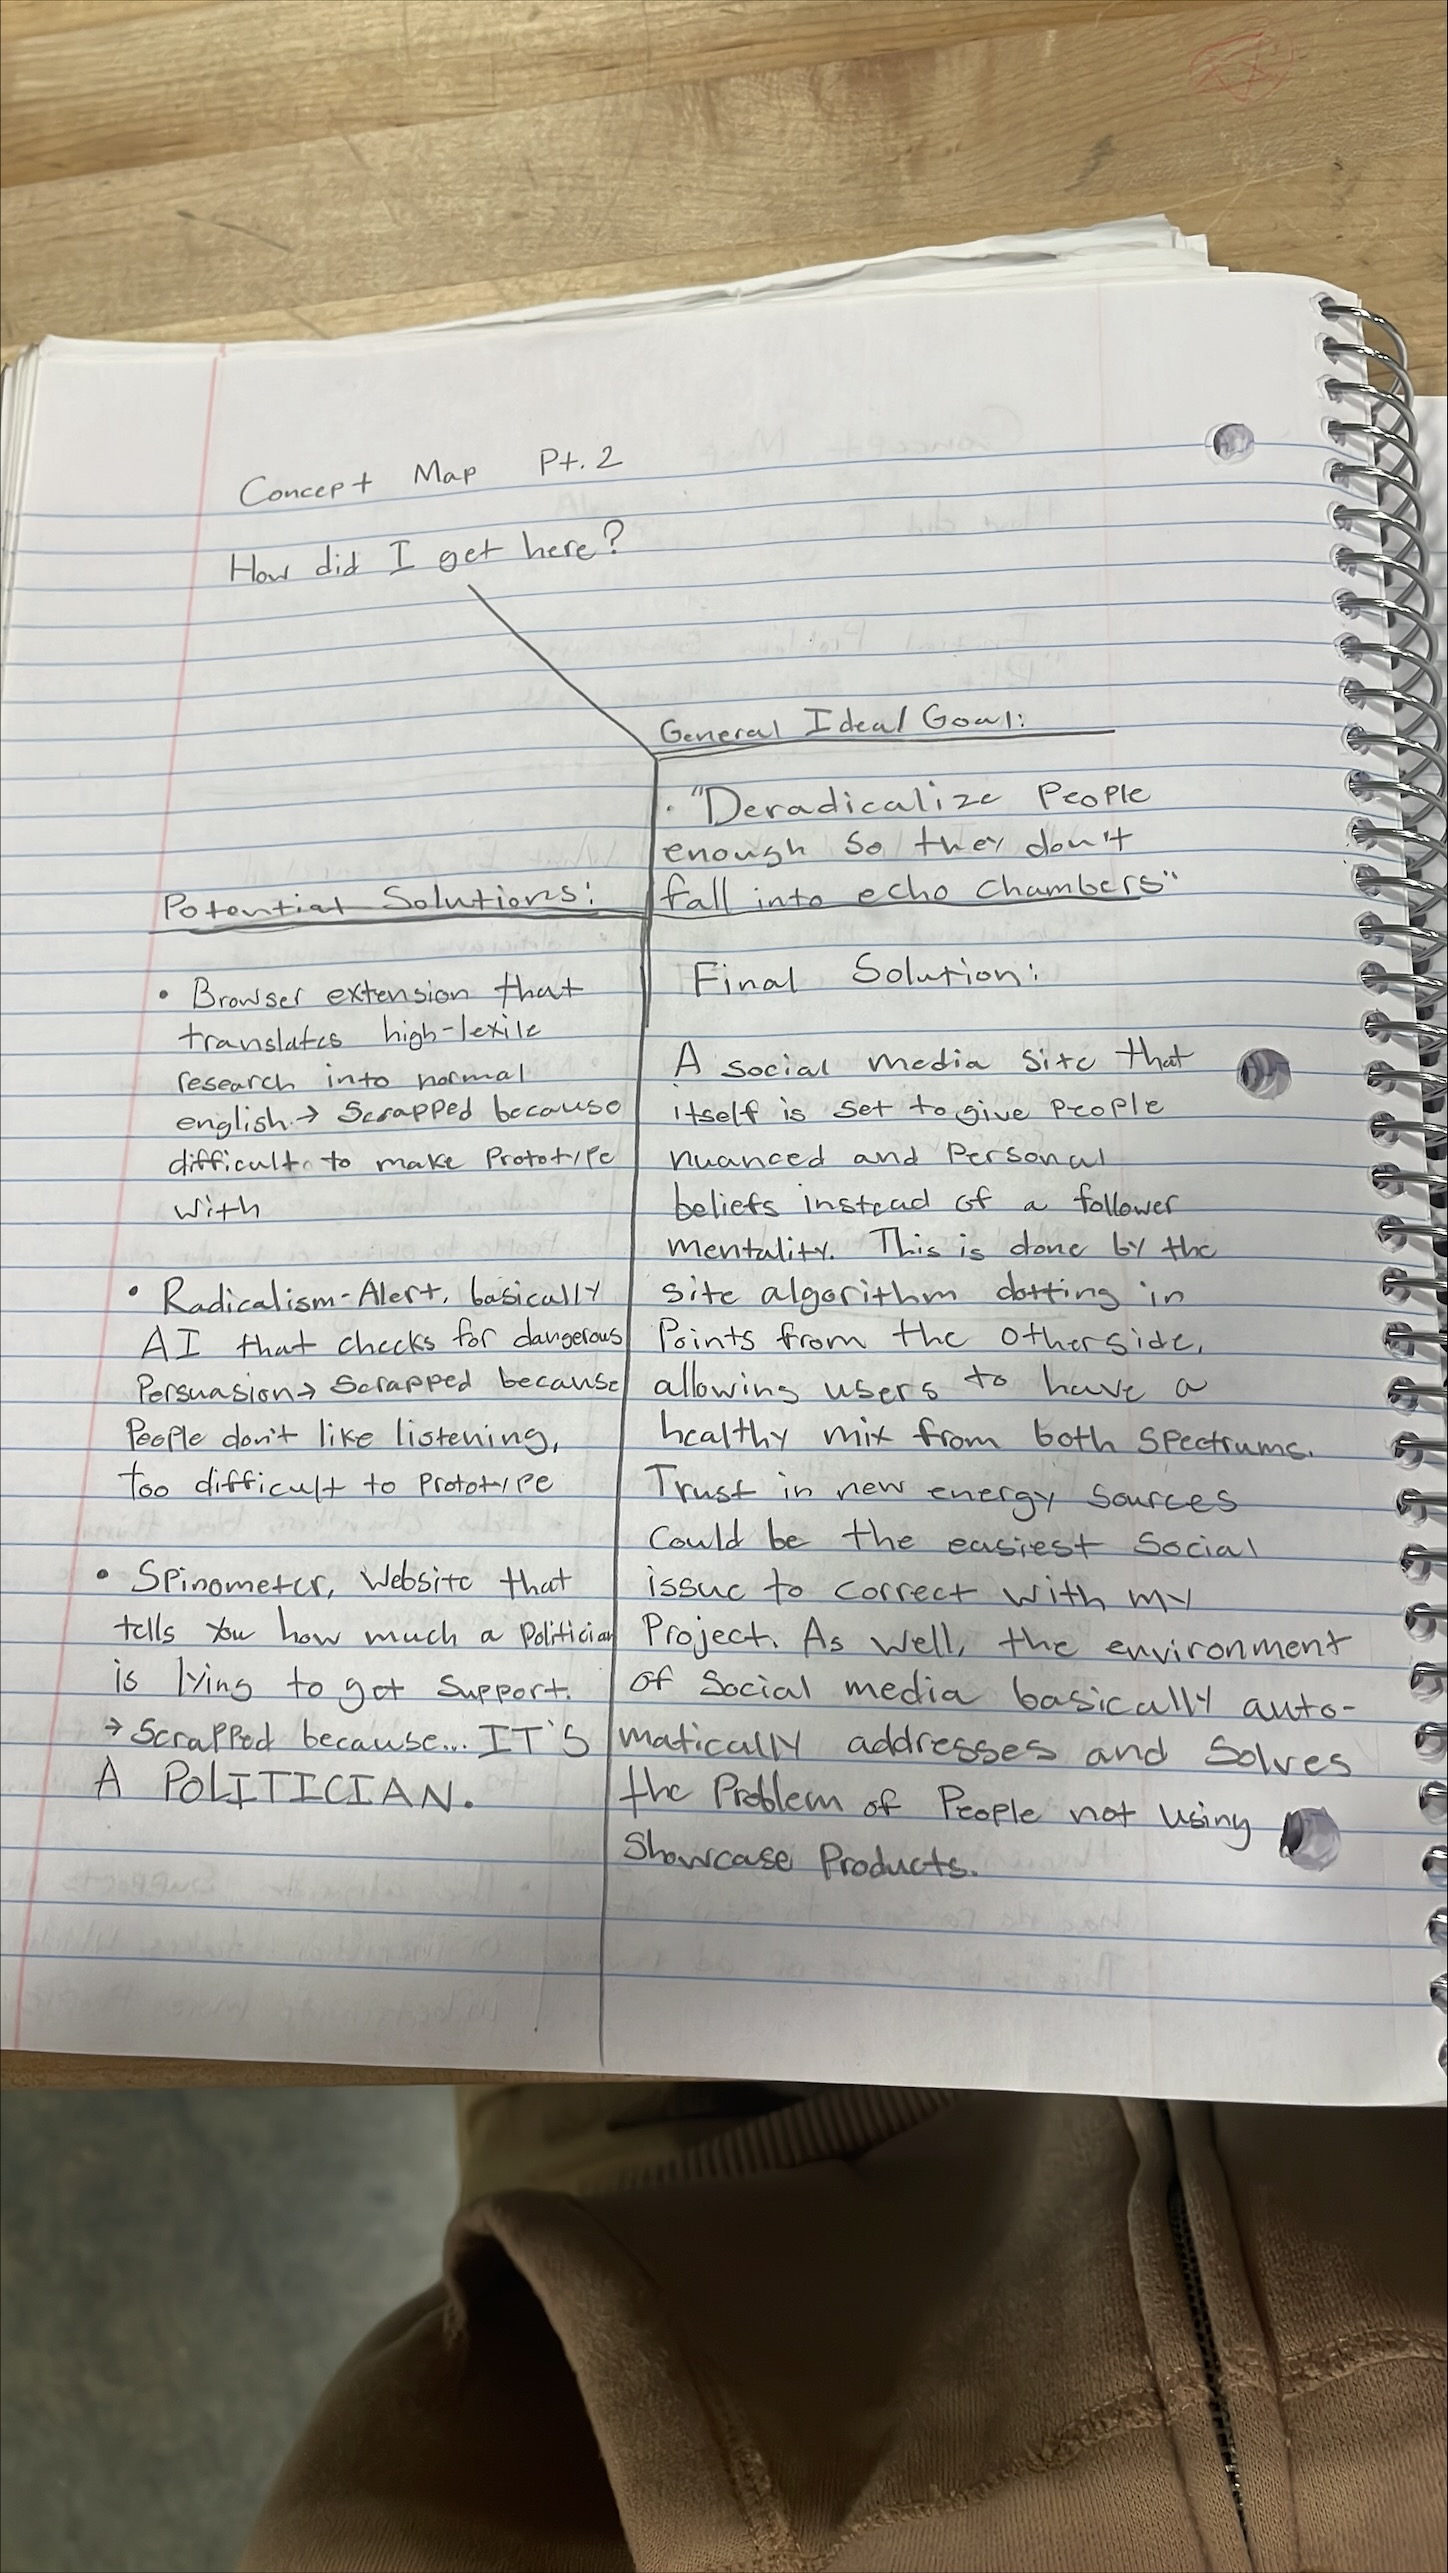 Concept Map Pt. 2
How did I get here?
General Ideal Goal:
• "Deradicalize People
enough so they don't
fall into echo chambers"
Potential Solutions:
• Browser extension that
translates high-lexile
research into normal
english → Scrapped because
difficult to make Prototype
with
• Radicalism-Alert, basically
AI that checks for dangerous
Persuasion → Scrapped because
People don't like listening,
too difficult to Prototype
• Spinometer, Website that
tells you how much a Politician
is lying to get Support.
→ Scrapped because... IT'S
A POLITICIAN.
Final Solution:
A social media site that
itself is set to give People
nuanced and Personal
beliefs instead of a follower
mentality. This is done by the
site algorithm dotting in
Points from the otherside,
allowing users to have a
healthy mix from both spectrums.
Trust in new energy sources
Could be the easiest Social
issue to correct with my
Project. As well, the environment
of Social media basically auto-
matically addresses and Solves
the Problem of People not using
Showcase Products.